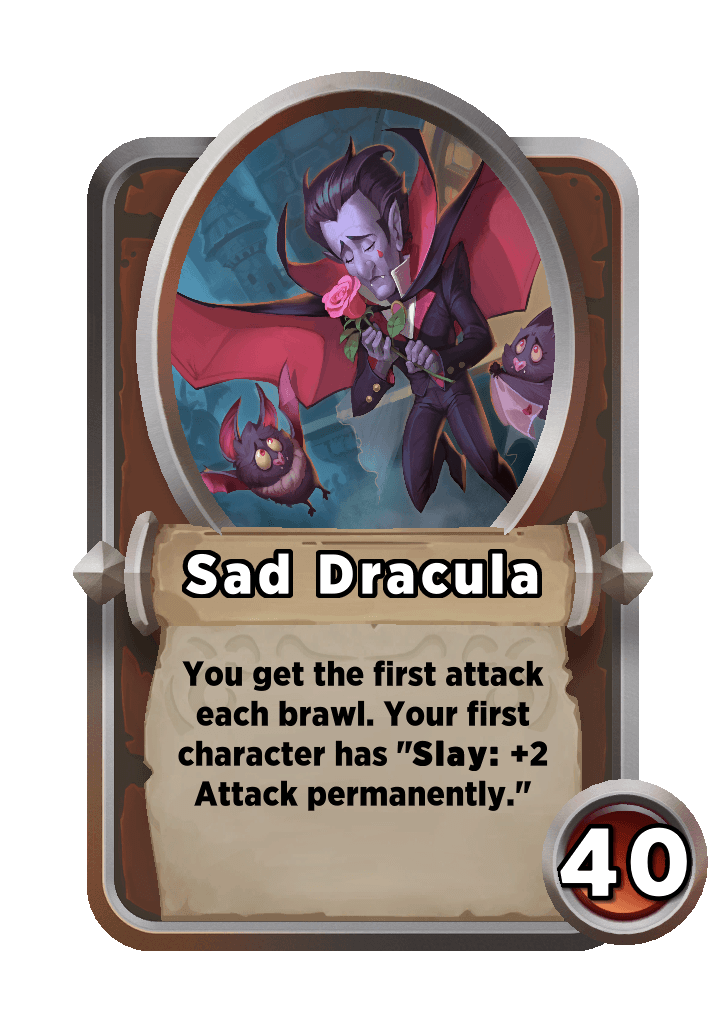 Sad Dracula
You get the first attack
each brawl. Your first
character has "Slay: +2
Attack permanently."
40